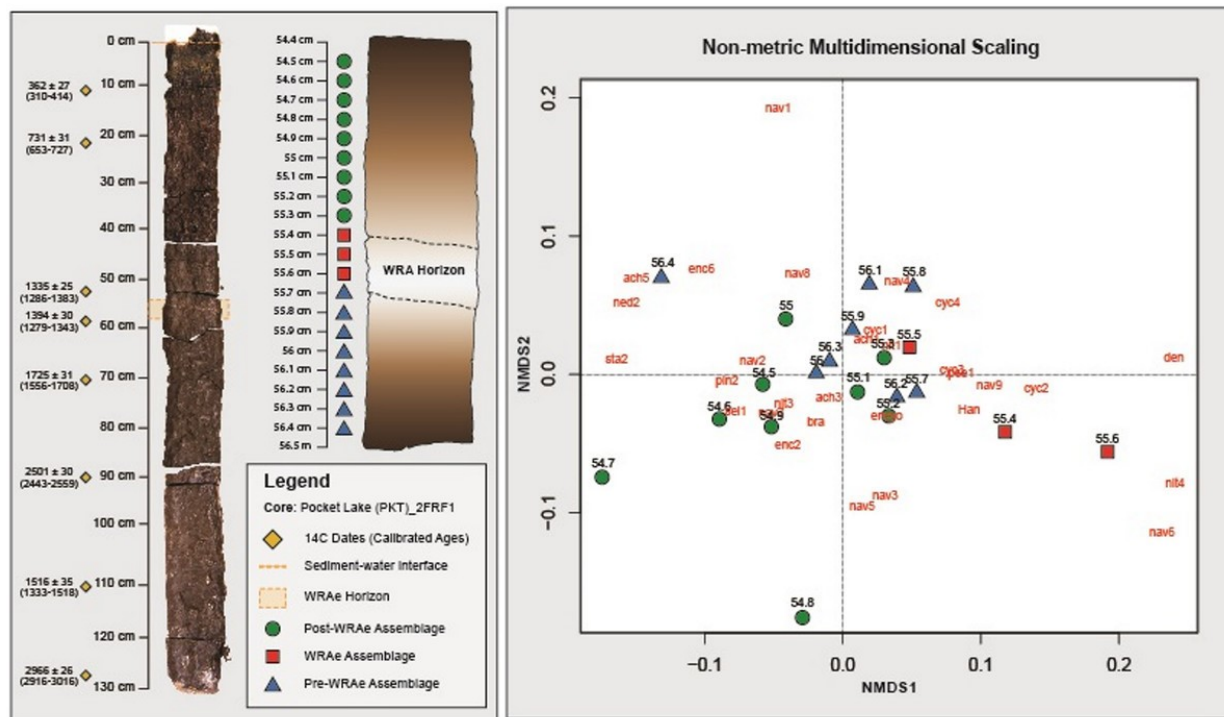 0 cm
10 cm
20 cm
30 cm
40 cm
50 cm
60 cm
70 cm
80 cm
90 cm
100 cm
110 cm
120 cm
130 cm
362 ± 27
(310-414)
731 ± 31
(653-727)
1335 ± 25
(1286-1383)
1394 ± 30
(1279-1343)
1725 ± 31
(1556-1708)
2501 ± 30
(2443-2559)
1516 ± 35
(1333-1518)
2966 ± 26
(2916-3016)
54.4 cm
54.5 cm
54.6 cm
54.7 cm
54.8 cm
54.9 cm
55 cm
55.1 cm
55.2 cm
55.3 cm
55.4 cm
55.5 cm
55.6 cm
55.7 cm
55.8 cm
55.9 cm
56 cm
56.1 cm
56.2 cm
56.3 cm
56.4 cm
56.5 m
WRA Horizon
Legend
Core: Pocket Lake (PKT)_2FRF1
14C Dates (Calibrated Ages)
Sediment-water interface
WRAe Horizon
Post-WRAe Assemblage
WRAe Assemblage
Pre-WRAe Assemblage
Non-metric Multidimensional Scaling
NMDS2
0.2
0.1
0.0
−0.1
nav1
56.4
enc6
ach5
ned2
nav8
56.1
55.8
nav4
cyc4
55
55.9
cyc1
55.5
55.3
56.3
56
sta2
nav2
54.5
pin2
den
nav9
cyc2
55.1
56.2
55.7
nit3
ach3
54.6
54.9
bra
55.2
Han
55.4
enc2
55.6
54.7
nav3
nav5
nit4
nav6
54.8
−0.1
0.0
0.1
0.2
NMDS1